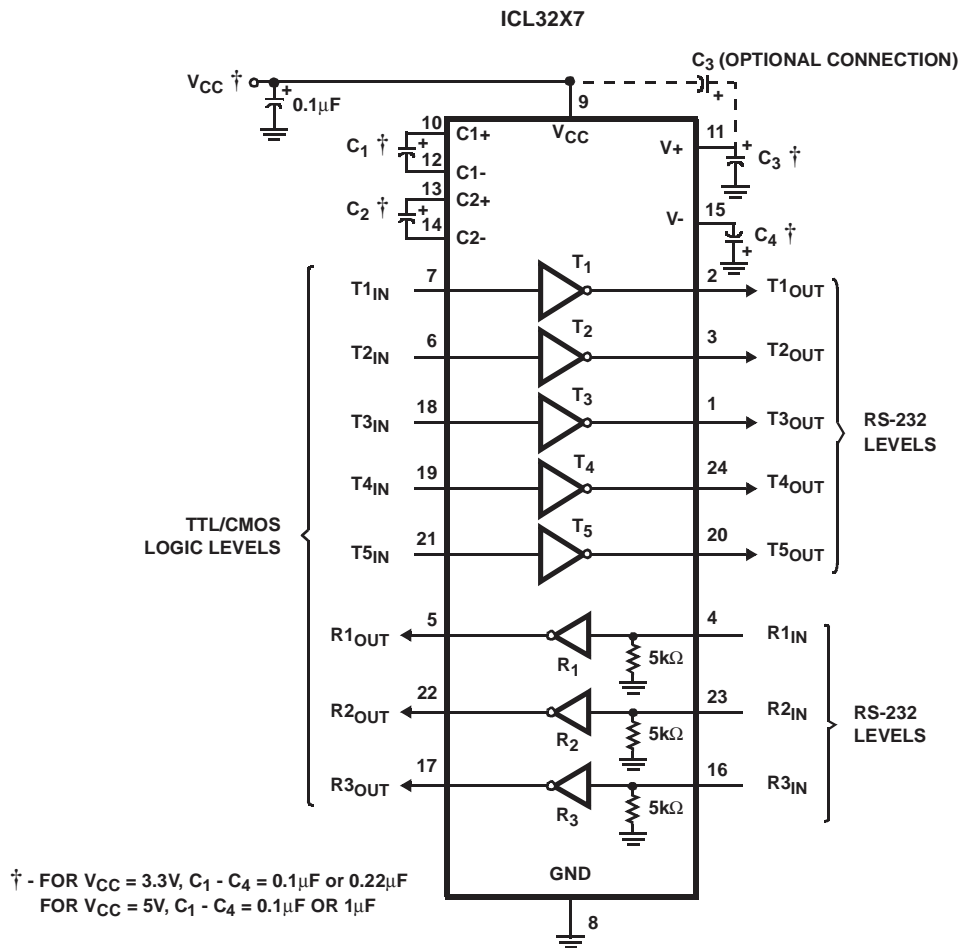 ICL32X7
C3 (OPTIONAL CONNECTION)
VCC †
+
0.1µF
9
VCC
+
10
C1+
C1 †
+
12
C1-
13
C2+
C2 †
+
14
C2-
11
V+
+
C3 †
15
V-
C4 †
+
T1IN
7
T1
2
T1OUT
T2IN
6
T2
3
T2OUT
T3IN
18
T3
1
T3OUT
T4IN
19
T4
24
T4OUT
T5IN
21
T5
20
T5OUT
RS-232
LEVELS
TTL/CMOS
LOGIC LEVELS
R1OUT
5
R1
5kΩ
4
R1IN
R2OUT
22
R2
5kΩ
23
R2IN
R3OUT
17
R3
5kΩ
16
R3IN
RS-232
LEVELS
GND
8
† - FOR VCC = 3.3V, C1 - C4 = 0.1µF or 0.22µF
FOR VCC = 5V, C1 - C4 = 0.1µF OR 1µF